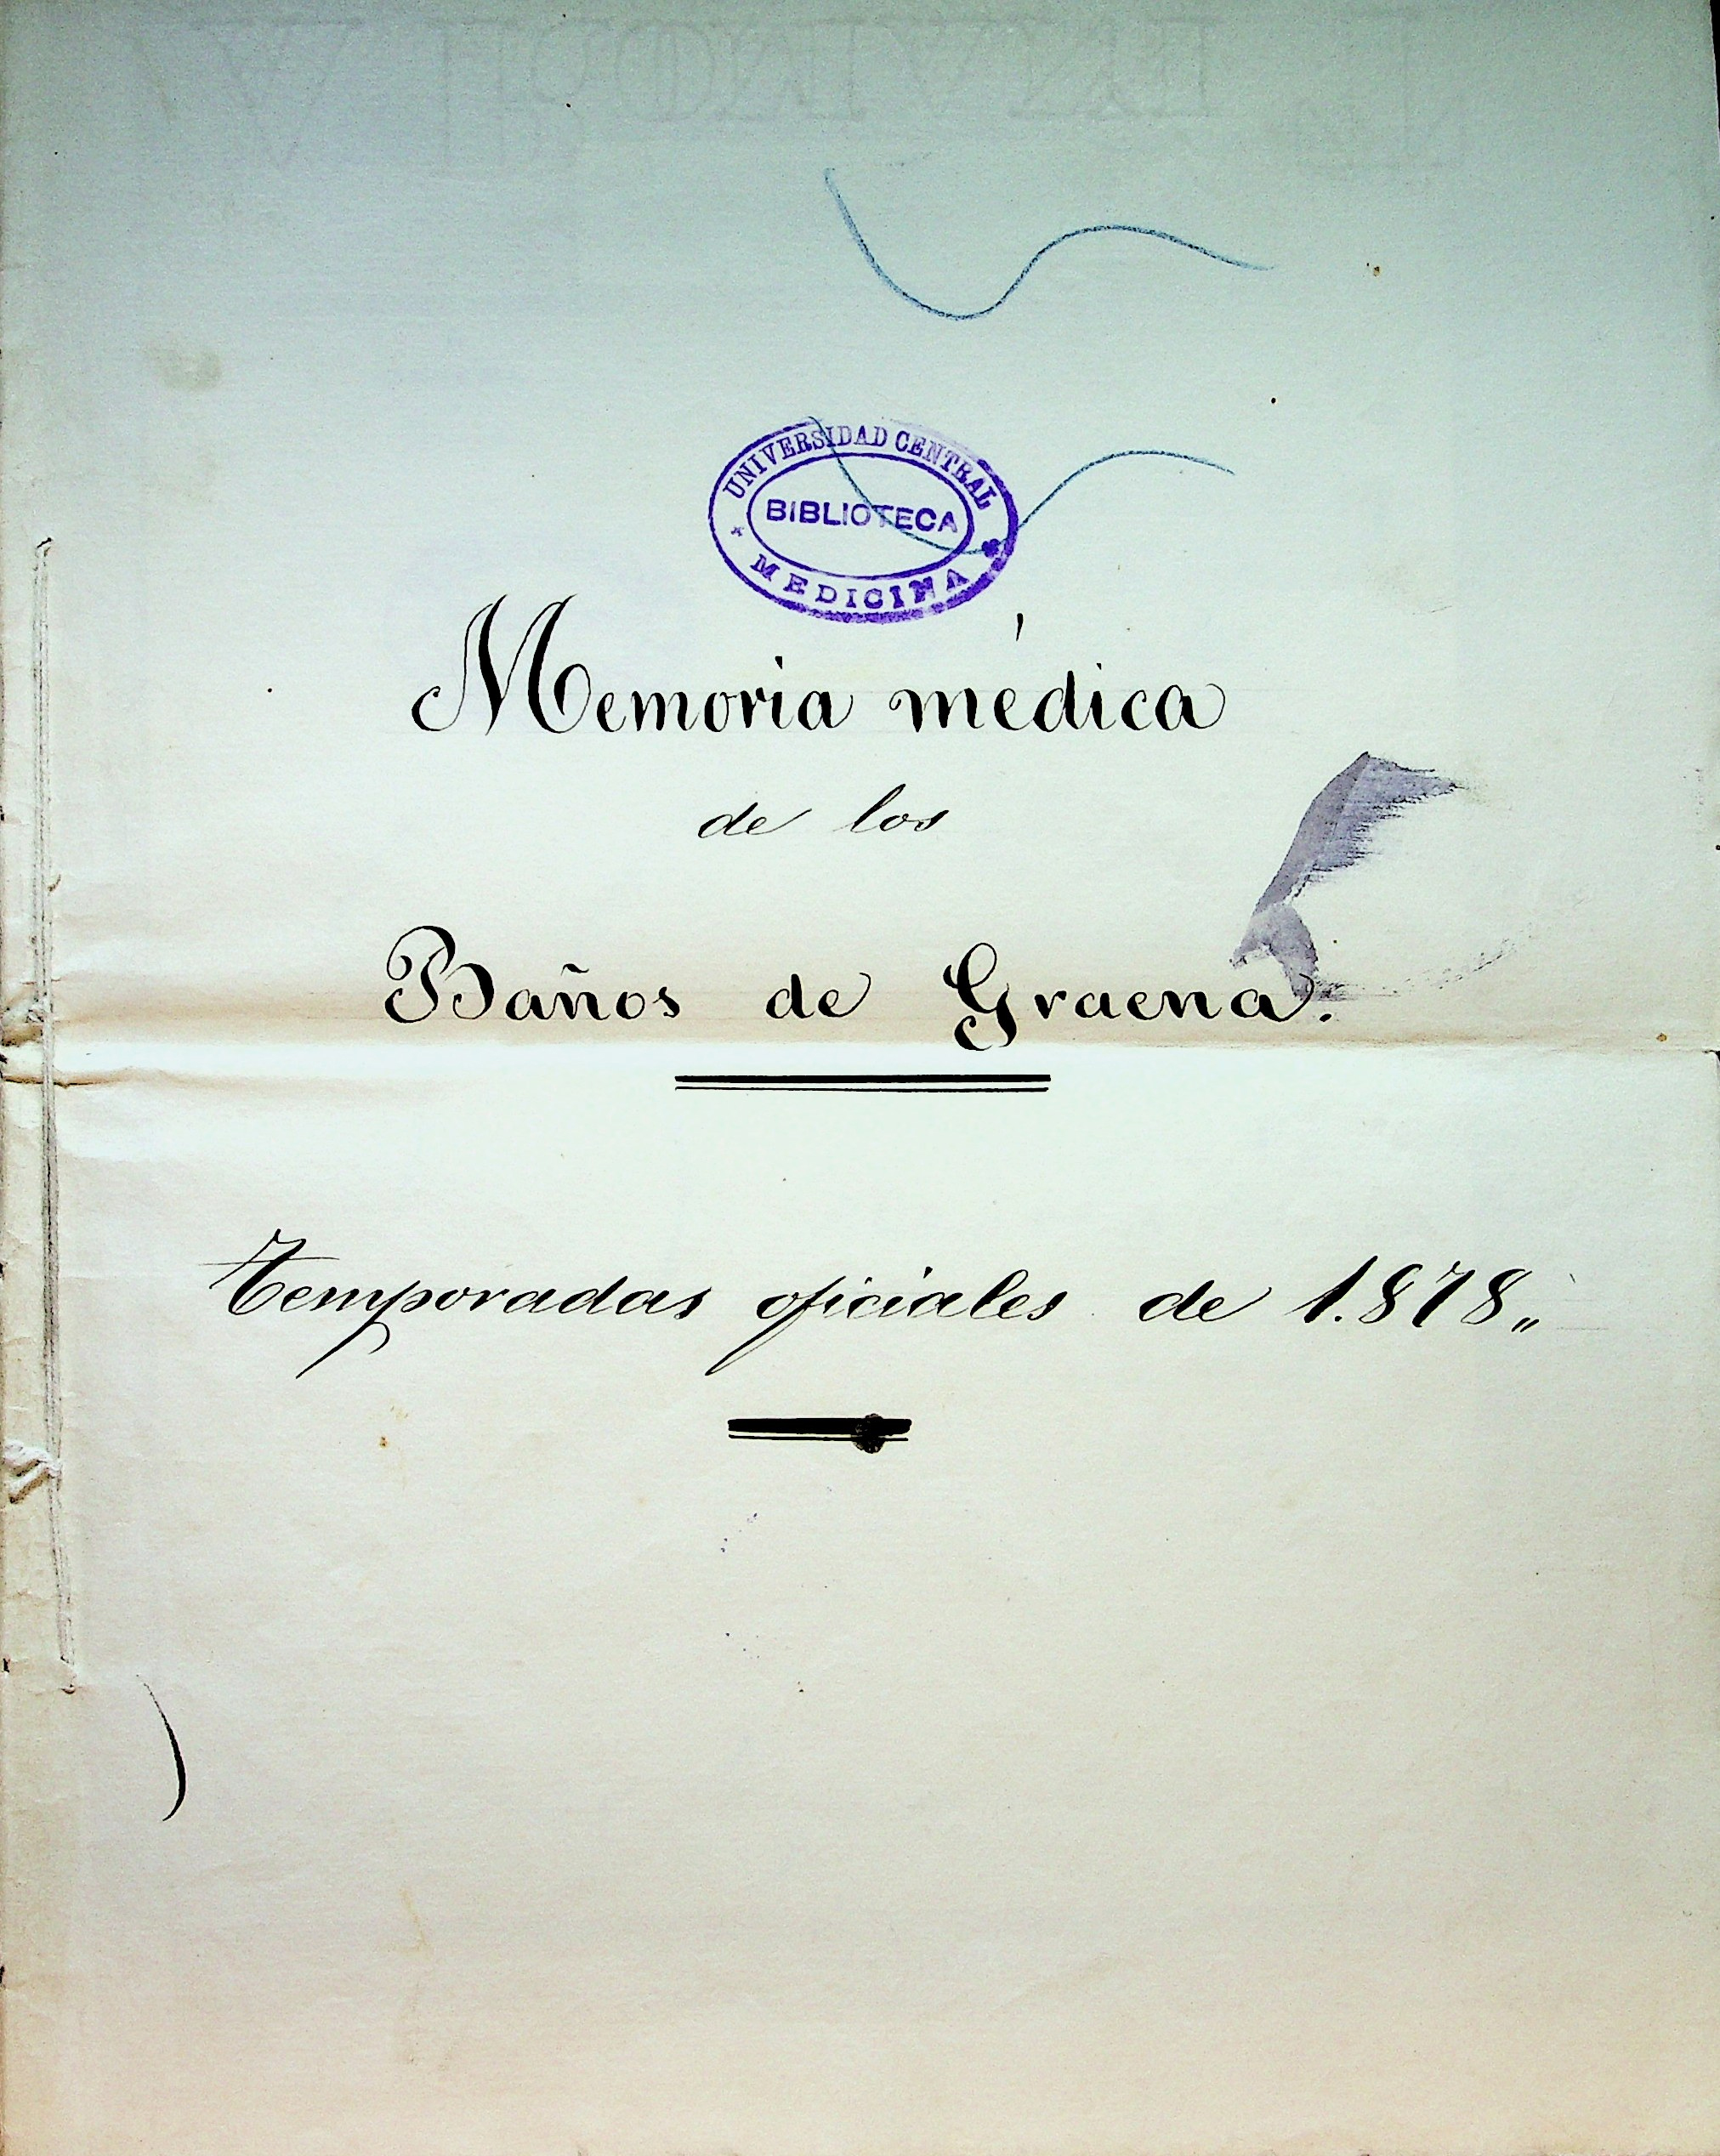 UNIVERSIDAD CENTRAL
BIBLIOTECA
MEDICINA
Memoria médica
de los
Baños de Graena.
Temporadas oficiales de 1.878„